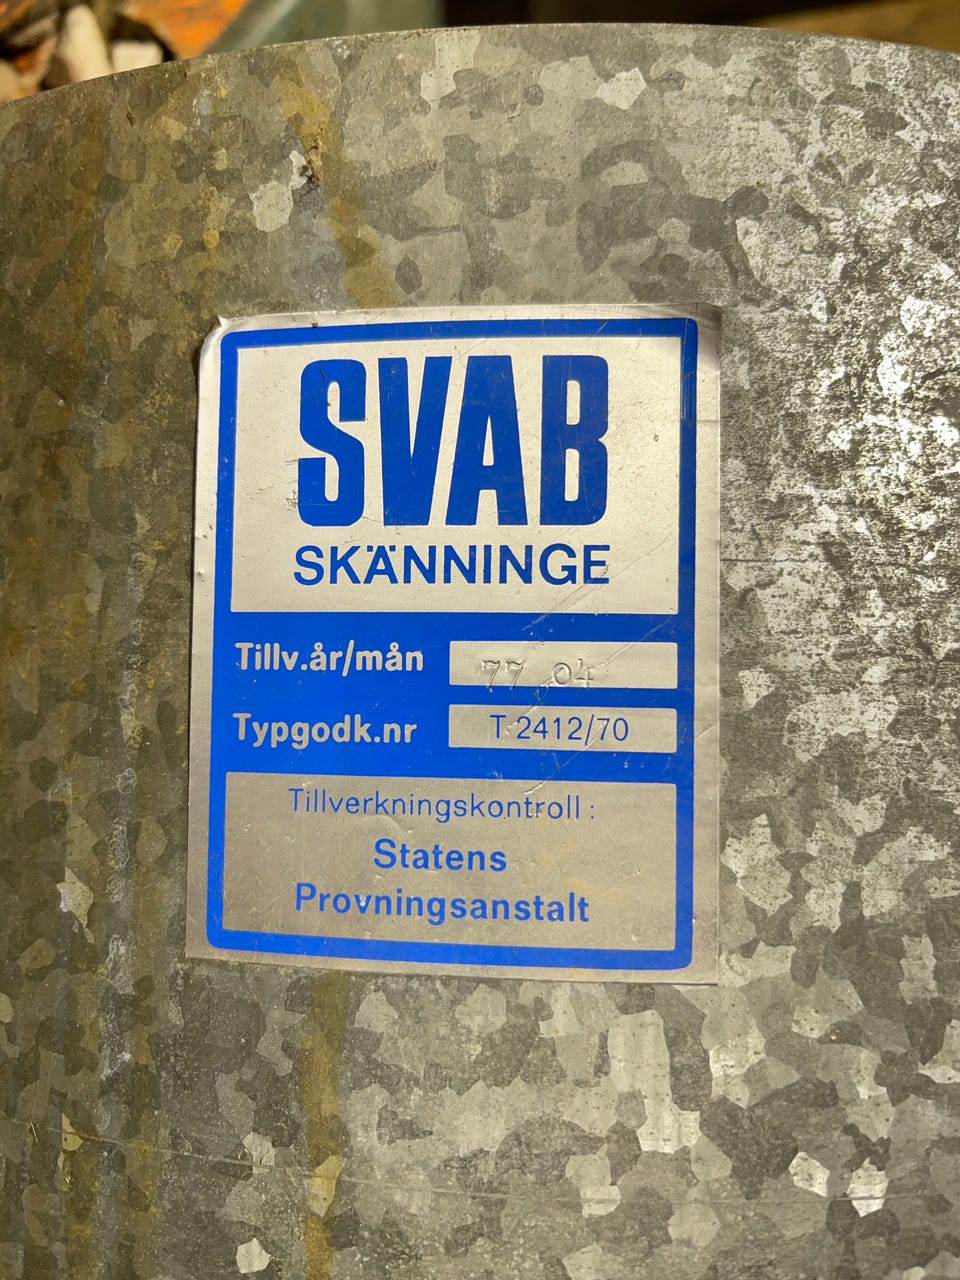 SVAB
SKÄNNINGE
Tillv.år/mån 77 04
Typgodk.nr T 2412/70
Tillverkningskontroll:
Statens
Provningsanstalt